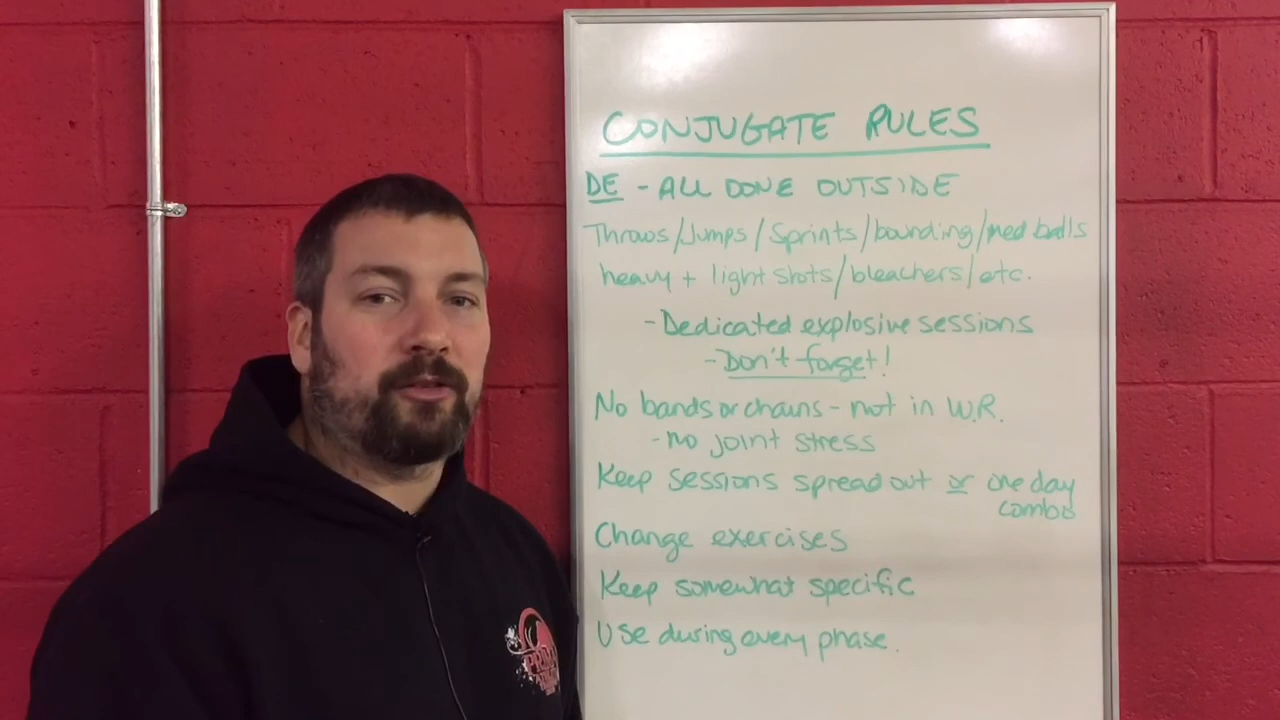 CONJUGATE RULES
DE - ALL DONE OUTSIDE
Throws/Jumps/Sprints/bounding/med balls
heavy + light shots/bleachers/etc.
- Dedicated explosive sessions
- Don't forget!
No bands or chains - not in W.R.
- no joint stress
Keep sessions spread out or one day
combo
Change exercises
Keep somewhat specific
Use during every phase.